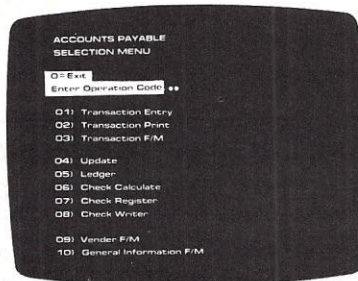 ACCOUNTS PAYABLE
SELECTION MENU
0=Exit
Enter Operation Code ••
01) Transaction Entry
02) Transaction Print
03) Transaction F/M
04) Update
05) Ledger
06) Check Calculate
07) Check Register
08) Check Writer
09) Vender F/M
10) General Information F/M